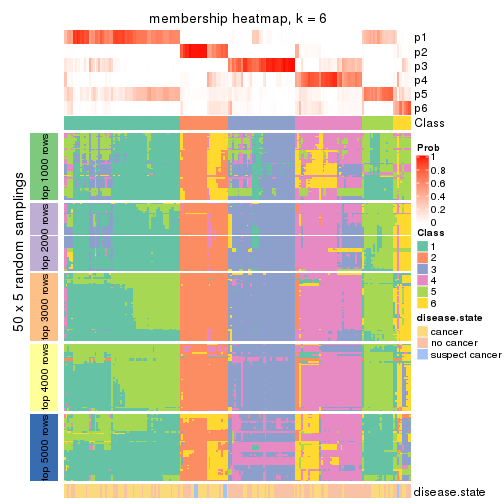 membership heatmap, k = 6
p1
p2
p3
p4
p5
p6
Class
50 x 5 random samplings
top 1000 rows
top 2000 rows
top 3000 rows
top 4000 rows
top 5000 rows
Prob
1
0.8
0.6
0.4
0.2
0
Class
1
2
3
4
5
6
disease.state
cancer
no cancer
suspect cancer
disease.state